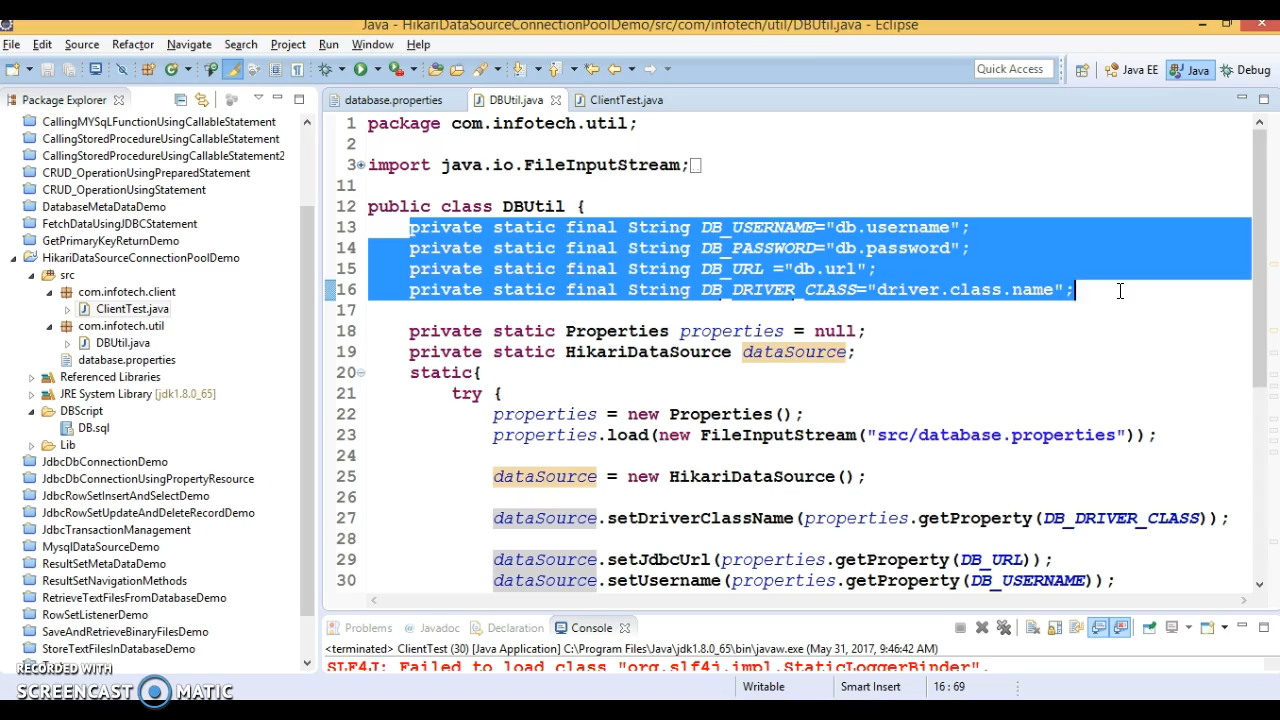 Java - HikariDataSourceConnectionPoolDemo/src/com/infotech/util/DBUtil.java - Eclipse
File Edit Source Refactor Navigate Search Project Run Window Help
Quick Access Java EE Java Debug
Package Explorer
CallingMYSqLFunctionUsingCallableStatement
CallingStoredProcedureUsingCallableStatement
CallingStoredProcedureUsingCallableStatement2
CRUD_OperationUsingPreparedStatement
CRUD_OperationUsingStatement
DatabaseMetaDataDemo
FetchDataUsingJDBCStatement
GetPrimaryKeyReturnDemo
HikariDataSourceConnectionPoolDemo
src
com.infotech.client
ClientTest.java
com.infotech.util
DBUtil.java
database.properties
Referenced Libraries
JRE System Library [jdk1.8.0_65]
DBScript
DB.sql
Lib
JdbcDbConnectionDemo
JdbcDbConnectionUsingPropertyResource
JdbcRowSetInsertAndSelectDemo
JdbcRowSetUpdateAndDeleteRecordDemo
JdbcTransactionManagement
MysqlDataSourceDemo
ResultSetMetaDataDemo
ResultSetNavigationMethods
RetrieveTextFilesFromDatabaseDemo
RowSetListenerDemo
SaveAndRetrieveBinaryFilesDemo
StoreTextFilesInDatabaseDemo
database.properties DBUtil.java ClientTest.java
1 package com.infotech.util;
2
3 import java.io.FileInputStream;
11
12 public class DBUtil {
13 private static final String DB_USERNAME="db.username";
14 private static final String DB_PASSWORD="db.password";
15 private static final String DB_URL ="db.url";
16 private static final String DB_DRIVER_CLASS="driver.class.name";
17
18 private static Properties properties = null;
19 private static HikariDataSource dataSource;
20 static{
21 try {
22 properties = new Properties();
23 properties.load(new FileInputStream("src/database.properties"));
24
25 dataSource = new HikariDataSource();
26
27 dataSource.setDriverClassName(properties.getProperty(DB_DRIVER_CLASS));
28
29 dataSource.setJdbcUrl(properties.getProperty(DB_URL));
30 dataSource.setUsername(properties.getProperty(DB_USERNAME));
Problems Javadoc Declaration Console
<terminated> ClientTest (30) [Java Application] C:\Program Files\Java\jdk1.8.0_65\bin\javaw.exe (May 31, 2017, 9:46:42 AM)
SLF4J: Failed to load class "org.slf4j.impl.StaticLoggerBinder".
Writable Smart Insert 16 : 69
RECORDED WITH
SCREENCAST MATIC